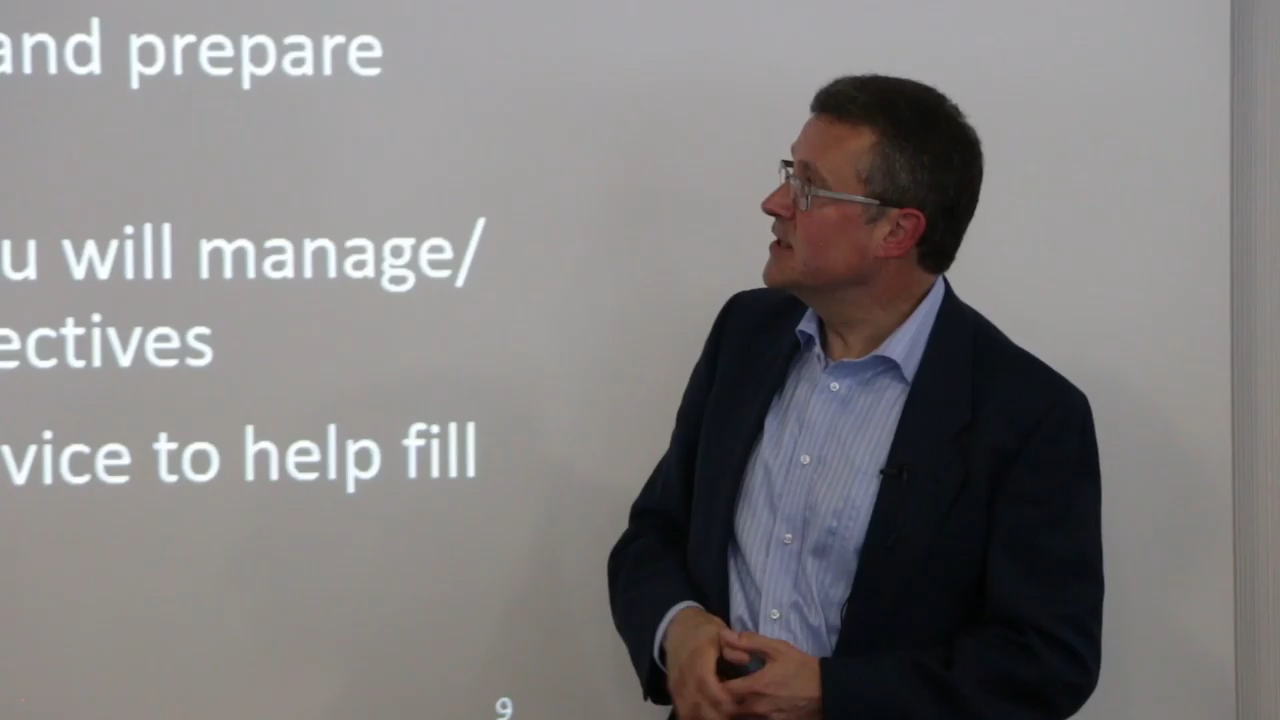 and prepare
u will manage/
ectives
vice to help fill
9